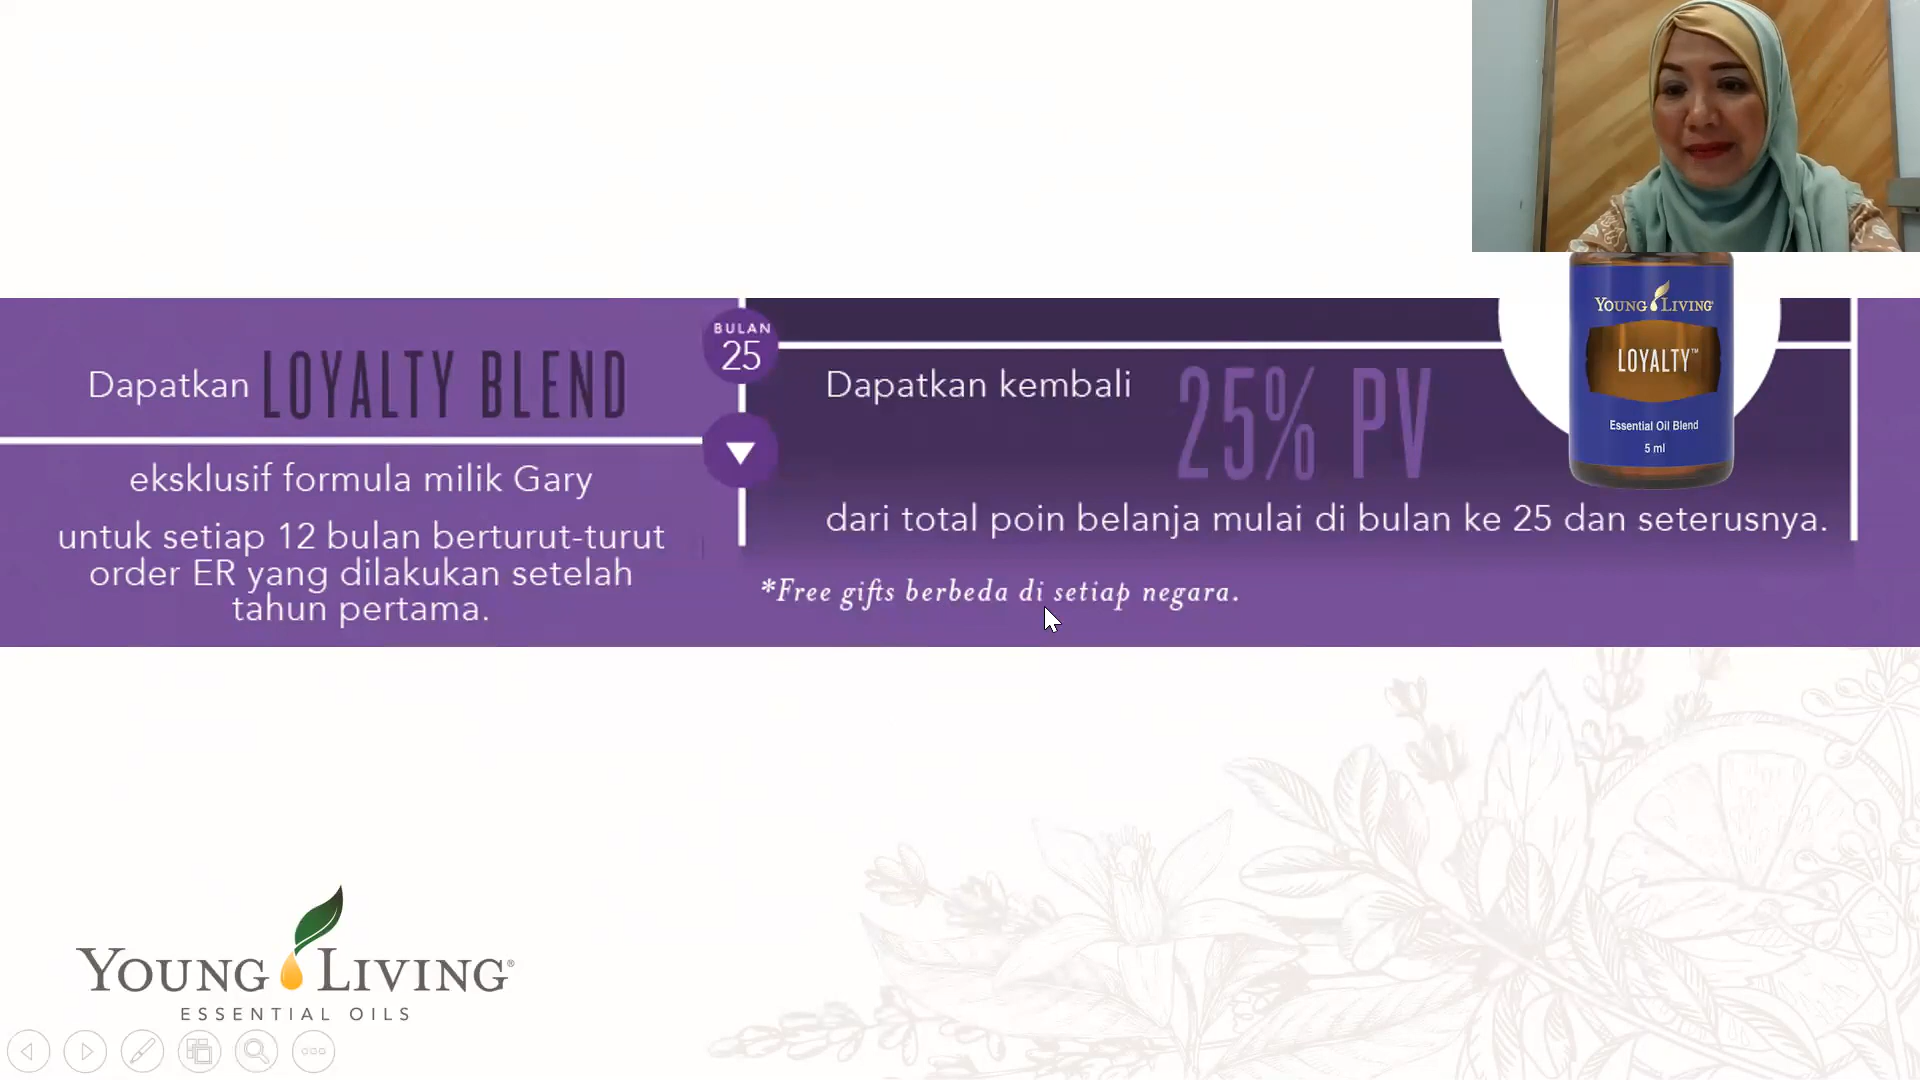 Dapatkan LOYALTY BLEND
eksklusif formula milik Gary
untuk setiap 12 bulan berturut-turut
order ER yang dilakukan setelah
tahun pertama.
BULAN
25
Dapatkan kembali 25% PV
dari total poin belanja mulai di bulan ke 25 dan seterusnya.
*Free gifts berbeda di setiap negara.
YOUNG LIVING
LOYALTY™
Essential Oil Blend
5 ml
YOUNG LIVING®
ESSENTIAL OILS